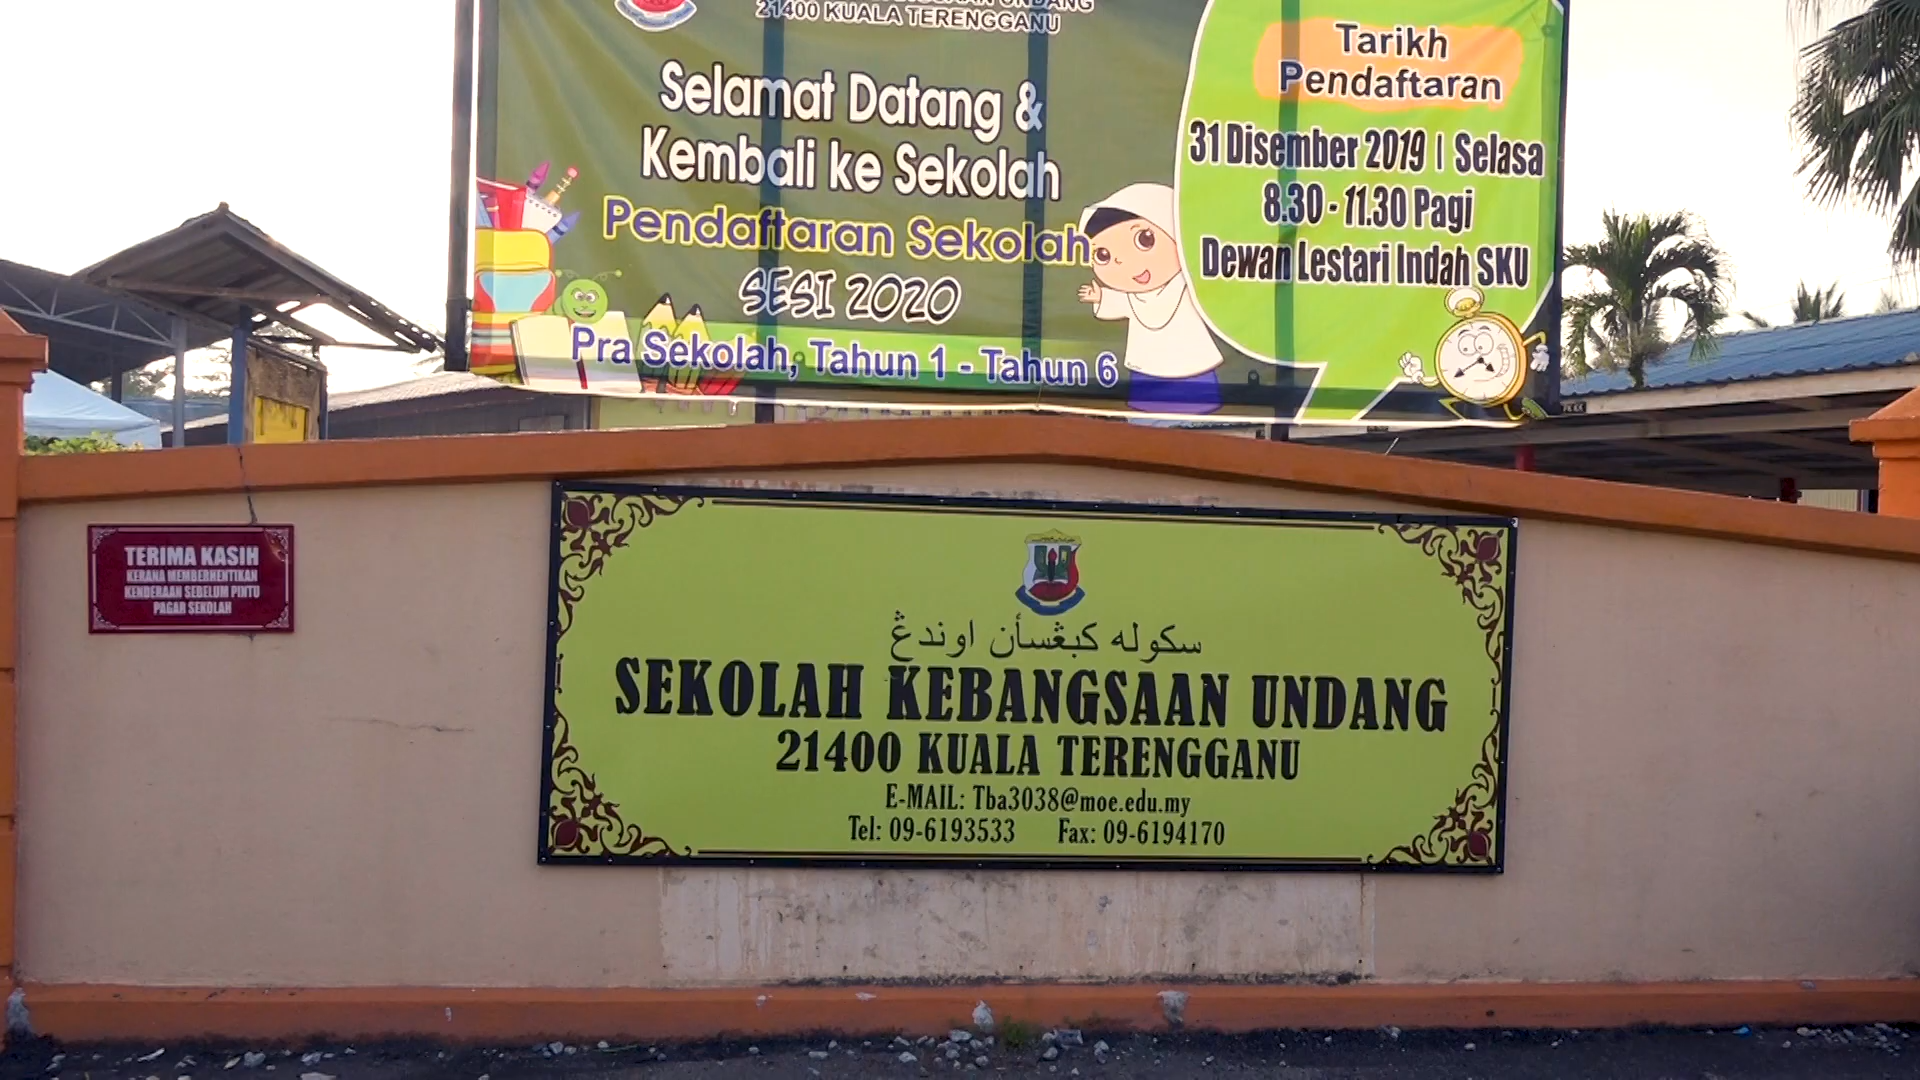 21400 KUALA TERENGGANU
Selamat Datang &
Kembali ke Sekolah
Pendaftaran Sekolah
SESI 2020
Pra Sekolah, Tahun 1 - Tahun 6
Tarikh
Pendaftaran
31 Disember 2019 | Selasa
8.30 - 11.30 Pagi
Dewan Lestari Indah SKU
TERIMA KASIH
KERANA MEMBERHENTIKAN
KENDERAAN SEBELUM PINTU
PAGAR SEKOLAH
سكوله كبڠسأن اوندڠ
SEKOLAH KEBANGSAAN UNDANG
21400 KUALA TERENGGANU
E-MAIL: Tba3038@moe.edu.my
Tel: 09-6193533 Fax: 09-6194170